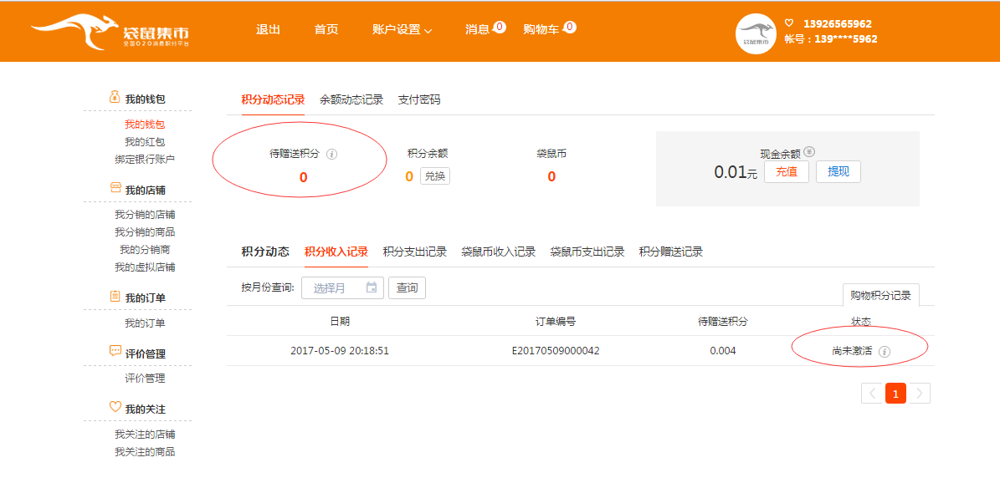 袋鼠集市
全国O2O消费积分平台
退出 首页 账户设置 消息 0 购物车 0
袋鼠集市
13926565962
帐号：139****5962
我的钱包
我的钱包
我的红包
绑定银行账户
我的店铺
我分销的店铺
我分销的商品
我的分销商
我的虚拟店铺
我的订单
我的订单
评价管理
评价管理
我的关注
我关注的店铺
我关注的商品
积分动态记录 余额动态记录 支付密码
待赠送积分 i 积分余额 袋鼠币 现金余额 ¥
0 0 兑换 0 0.01元 充值 提现
积分动态 积分收入记录 积分支出记录 袋鼠币收入记录 袋鼠币支出记录 积分赠送记录
按月份查询: 选择月 查询
购物积分记录
日期 订单编号 待赠送积分 状态
2017-05-09 20:18:51 E20170509000042 0.004 尚未激活 i
1